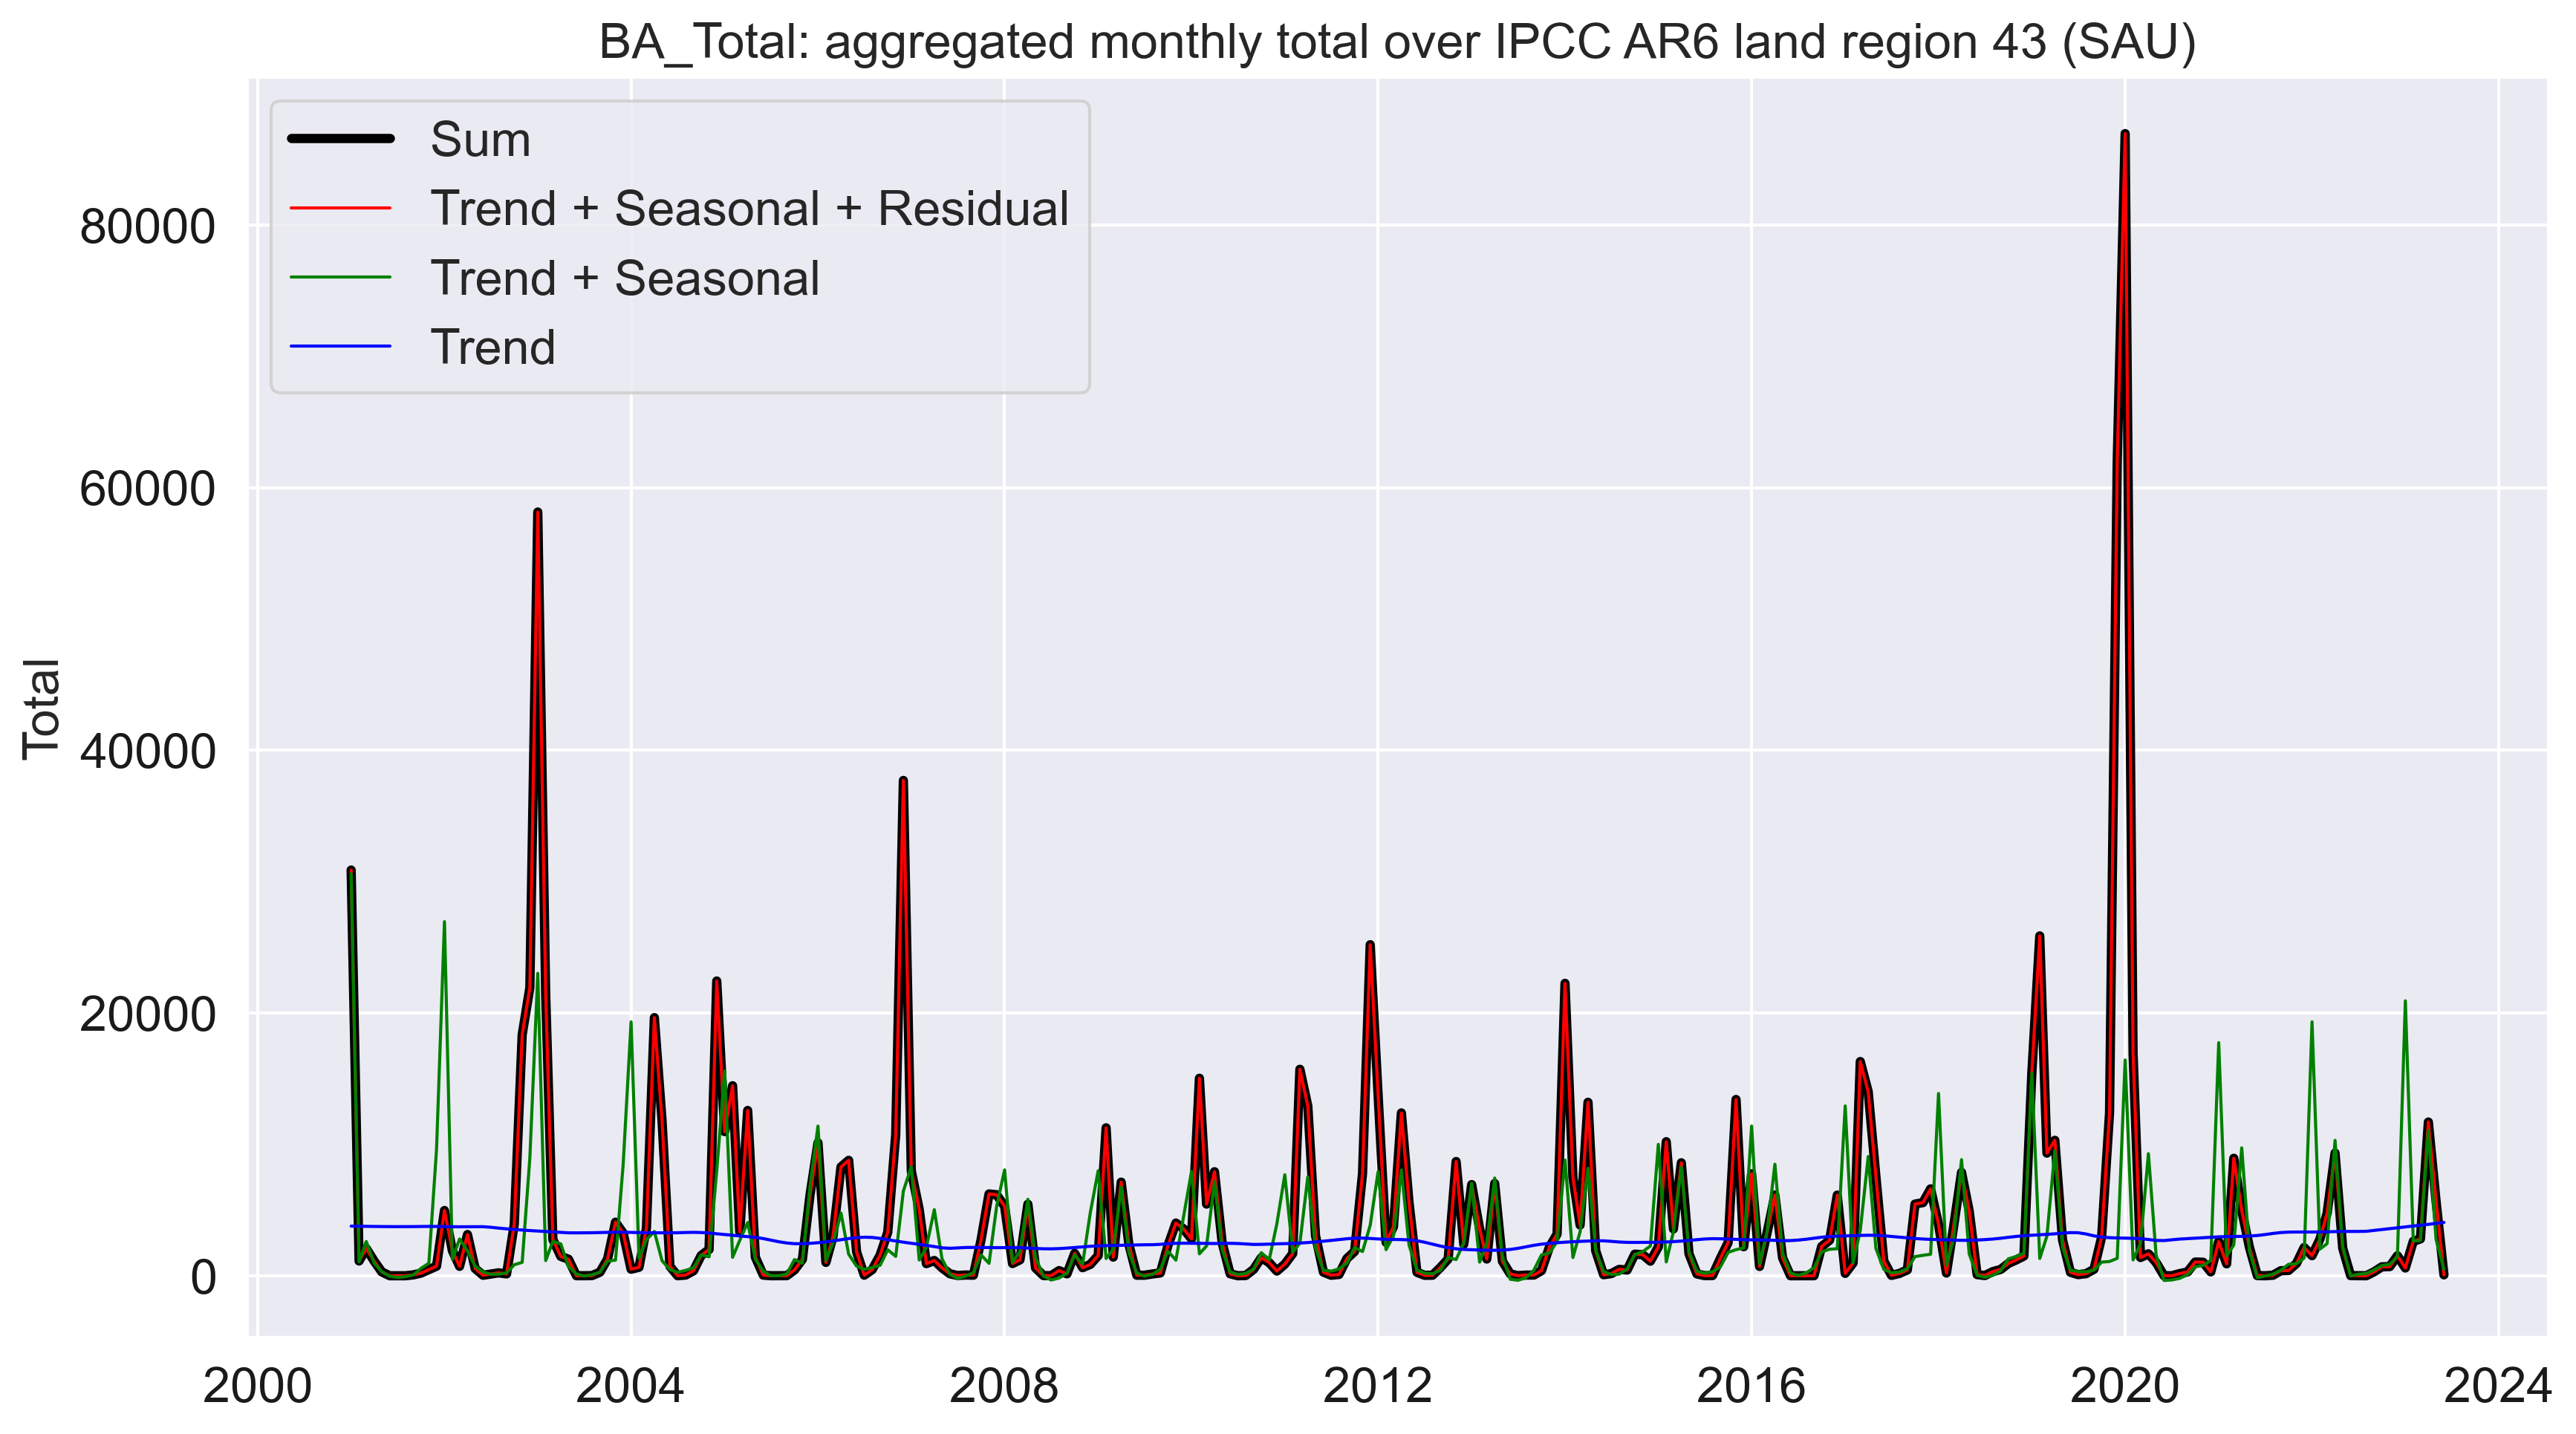 BA_Total: aggregated monthly total over IPCC AR6 land region 43 (SAU)
Sum
Trend + Seasonal + Residual
Trend + Seasonal
Trend
Total
80000
60000
40000
20000
0
2000 2004 2008 2012 2016 2020 2024